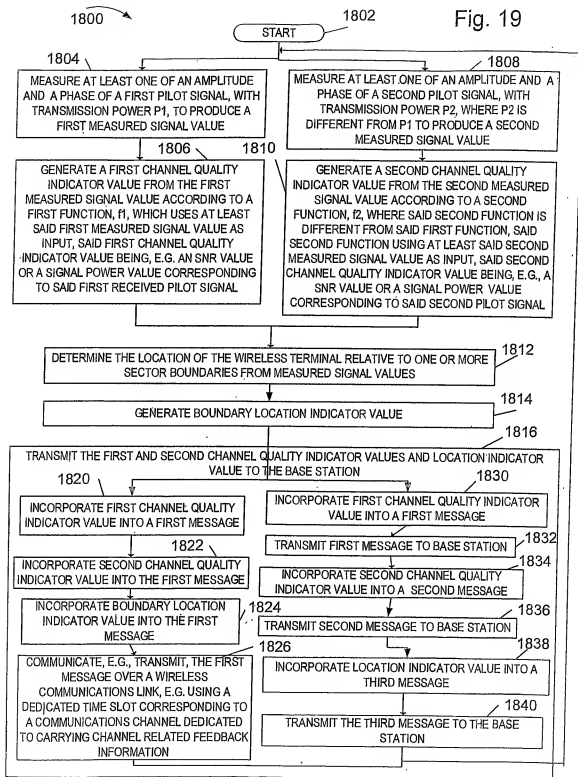 1800
1802
Fig. 19
START
1804
MEASURE AT LEAST ONE OF AN AMPLITUDE
AND A PHASE OF A FIRST PILOT SIGNAL, WITH
TRANSMISSION POWER P1, TO PRODUCE A
FIRST MEASURED SIGNAL VALUE
1808
MEASURE AT LEAST ONE OF AN AMPLITUDE AND A
PHASE OF A SECOND PILOT SIGNAL, WITH
TRANSMISSION POWER P2, WHERE P2 IS
DIFFERENT FROM P1 TO PRODUCE A SECOND
MEASURED SIGNAL VALUE
1806
GENERATE A FIRST CHANNEL QUALITY
INDICATOR VALUE FROM THE FIRST
MEASURED SIGNAL VALUE ACCORDING TO A
FIRST FUNCTION, f1, WHICH USES AT LEAST
SAID FIRST MEASURED SIGNAL VALUE AS
INPUT, SAID FIRST CHANNEL QUALITY
INDICATOR VALUE BEING, E.G. AN SNR VALUE
OR A SIGNAL POWER VALUE CORRESPONDING
TO SAID FIRST RECEIVED PILOT SIGNAL
1810
GENERATE A SECOND CHANNEL QUALITY
INDICATOR VALUE FROM THE SECOND MEASURED
SIGNAL VALUE ACCORDING TO A SECOND
FUNCTION, f2, WHERE SAID SECOND FUNCTION IS
DIFFERENT FROM SAID FIRST FUNCTION, SAID
SECOND FUNCTION USING AT LEAST SAID SECOND
MEASURED VALUE AS INPUT, SAID SECOND
CHANNEL QUALITY INDICATOR VALUE BEING, E.G., A
SNR VALUE OR A SIGNAL POWER VALUE
CORRESPONDING TO SAID SECOND PILOT SIGNAL
1812
DETERMINE THE LOCATION OF THE WIRELESS TERMINAL RELATIVE TO ONE OR MORE
SECTOR BOUNDARIES FROM MEASURED SIGNAL VALUES
1814
GENERATE BOUNDARY LOCATION INDICATOR VALUE
1816
TRANSMIT THE FIRST AND SECOND CHANNEL QUALITY INDICATOR VALUES AND LOCATION INDICATOR
VALUE TO THE BASE STATION
1820
INCORPORATE FIRST CHANNEL QUALITY
INDICATOR VALUE INTO A FIRST MESSAGE
1822
INCORPORATE SECOND CHANNEL QUALITY
INDICATOR VALUE INTO THE FIRST MESSAGE
INCORPORATE BOUNDARY LOCATION
INDICATOR VALUE INTO THE FIRST
MESSAGE
1824
1826
COMMUNICATE, E.G., TRANSMIT, THE FIRST
MESSAGE OVER A WIRELESS
COMMUNICATIONS LINK, E.G. USING A
DEDICATED TIME SLOT CORRESPONDING TO
A COMMUNICATIONS CHANNEL DEDICATED
TO CARRYING CHANNEL RELATED FEEDBACK
INFORMATION
1830
INCORPORATE FIRST CHANNEL QUALITY INDICATOR
VALUE INTO A FIRST MESSAGE
1832
TRANSMIT FIRST MESSAGE TO BASE STATION
1834
INCORPORATE SECOND CHANNEL QUALITY
INDICATOR VALUE INTO A SECOND MESSAGE
1836
TRANSMIT SECOND MESSAGE TO BASE STATION
1838
INCORPORATE LOCATION INDICATOR VALUE INTO A
THIRD MESSAGE
1840
TRANSMIT THE THIRD MESSAGE TO THE BASE
STATION